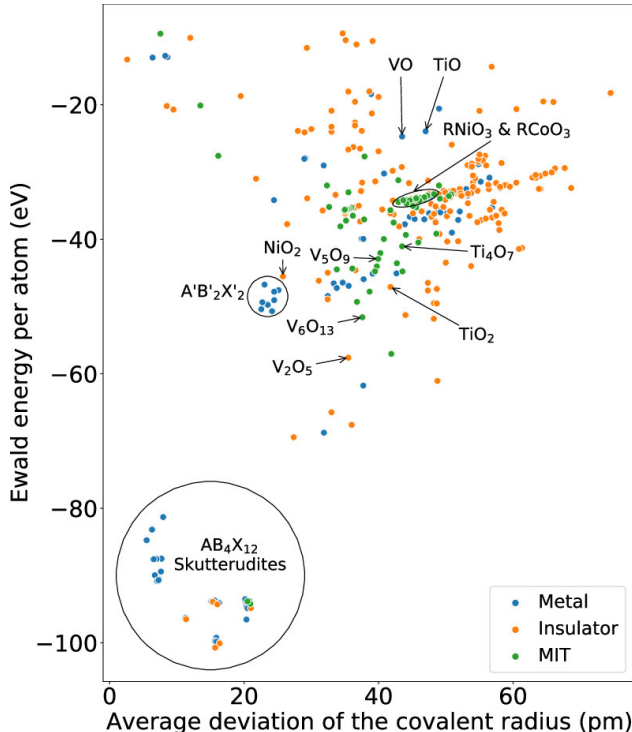 VO TiO
RNiO₃ & RCoO₃
NiO₂
V₅O₉
Ti₄O₇
A'B'₂X'₂
V₆O₁₃
TiO₂
V₂O₅
AB₄X₁₂
Skutterudites
Metal
Insulator
MIT
−20
−40
−60
−80
−100
0 20 40 60
Ewald energy per atom (eV)
Average deviation of the covalent radius (pm)